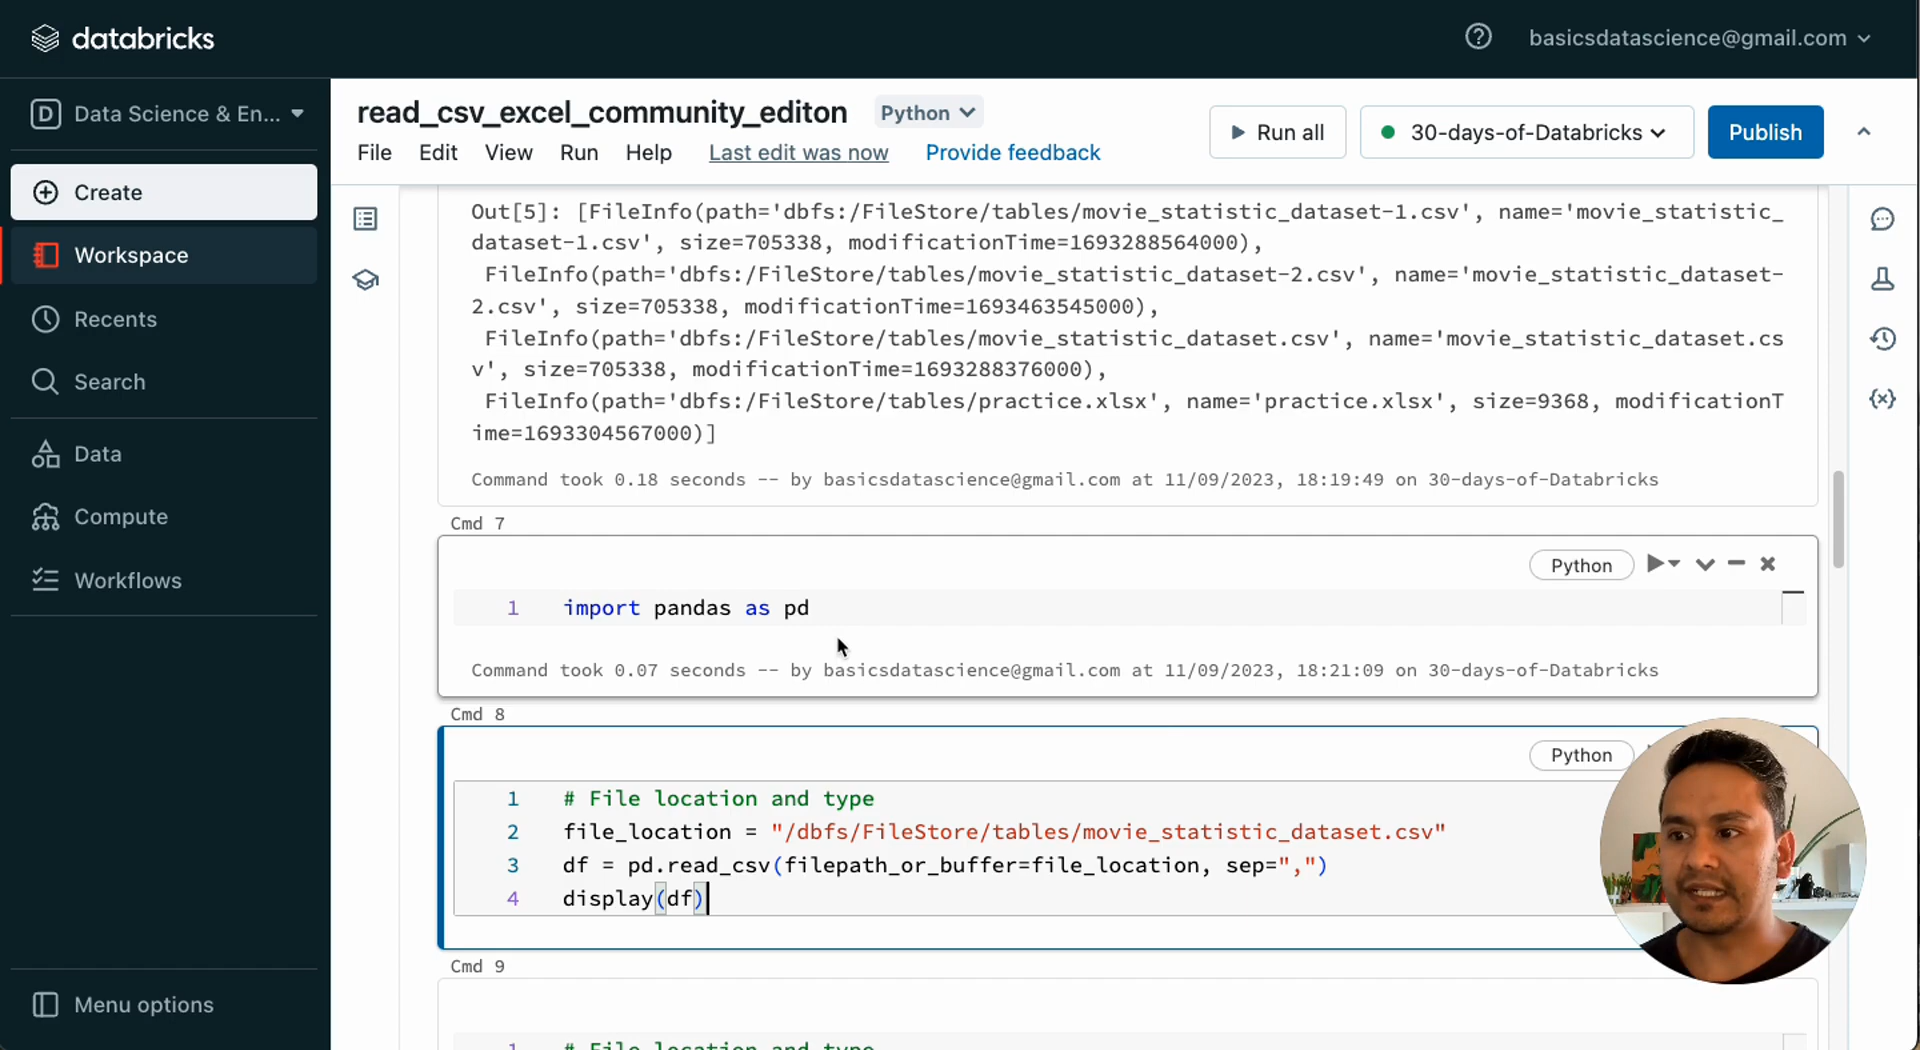 databricks
basicsdatascience@gmail.com
D Data Science & En...
Create
Workspace
Recents
Search
Data
Compute
Workflows
Menu options
read_csv_excel_community_editon Python
File Edit View Run Help Last edit was now Provide feedback
Run all
30-days-of-Databricks
Publish
Out[5]: [FileInfo(path='dbfs:/FileStore/tables/movie_statistic_dataset-1.csv', name='movie_statistic_
dataset-1.csv', size=705338, modificationTime=1693288564000),
FileInfo(path='dbfs:/FileStore/tables/movie_statistic_dataset-2.csv', name='movie_statistic_dataset-
2.csv', size=705338, modificationTime=1693463545000),
FileInfo(path='dbfs:/FileStore/tables/movie_statistic_dataset.csv', name='movie_statistic_dataset.cs
v', size=705338, modificationTime=1693288376000),
FileInfo(path='dbfs:/FileStore/tables/practice.xlsx', name='practice.xlsx', size=9368, modificationT
ime=1693304567000)]
Command took 0.18 seconds -- by basicsdatascience@gmail.com at 11/09/2023, 18:19:49 on 30-days-of-Databricks
Cmd 7
Python
1 import pandas as pd
Command took 0.07 seconds -- by basicsdatascience@gmail.com at 11/09/2023, 18:21:09 on 30-days-of-Databricks
Cmd 8
Python
1 # File location and type
2 file_location = "/dbfs/FileStore/tables/movie_statistic_dataset.csv"
3 df = pd.read_csv(filepath_or_buffer=file_location, sep=",")
4 display(df)
Cmd 9
1 # File location and type